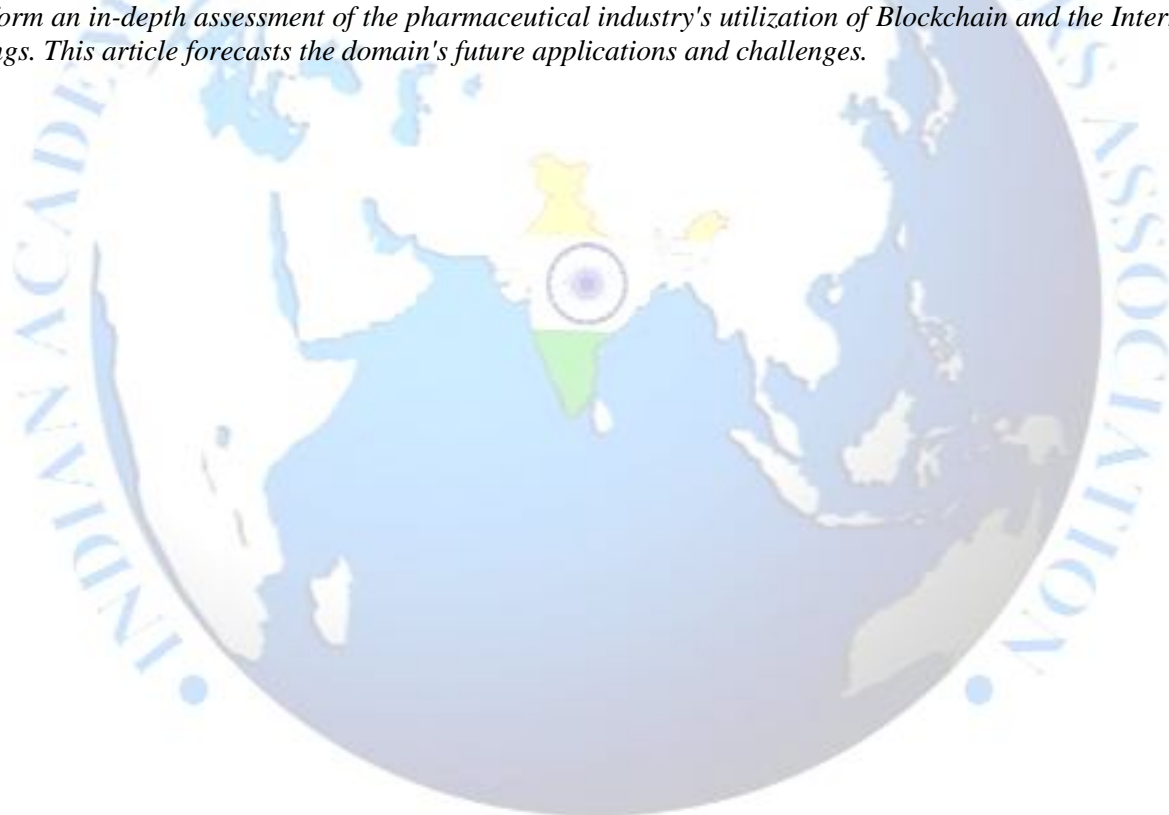 form an in-depth assessment of the pharmaceutical industry's utilization of Blockchain and the
ngs. This article forecasts the domain's future applications and challenges.
INDIAN ACADE
RS ASSOCIATION